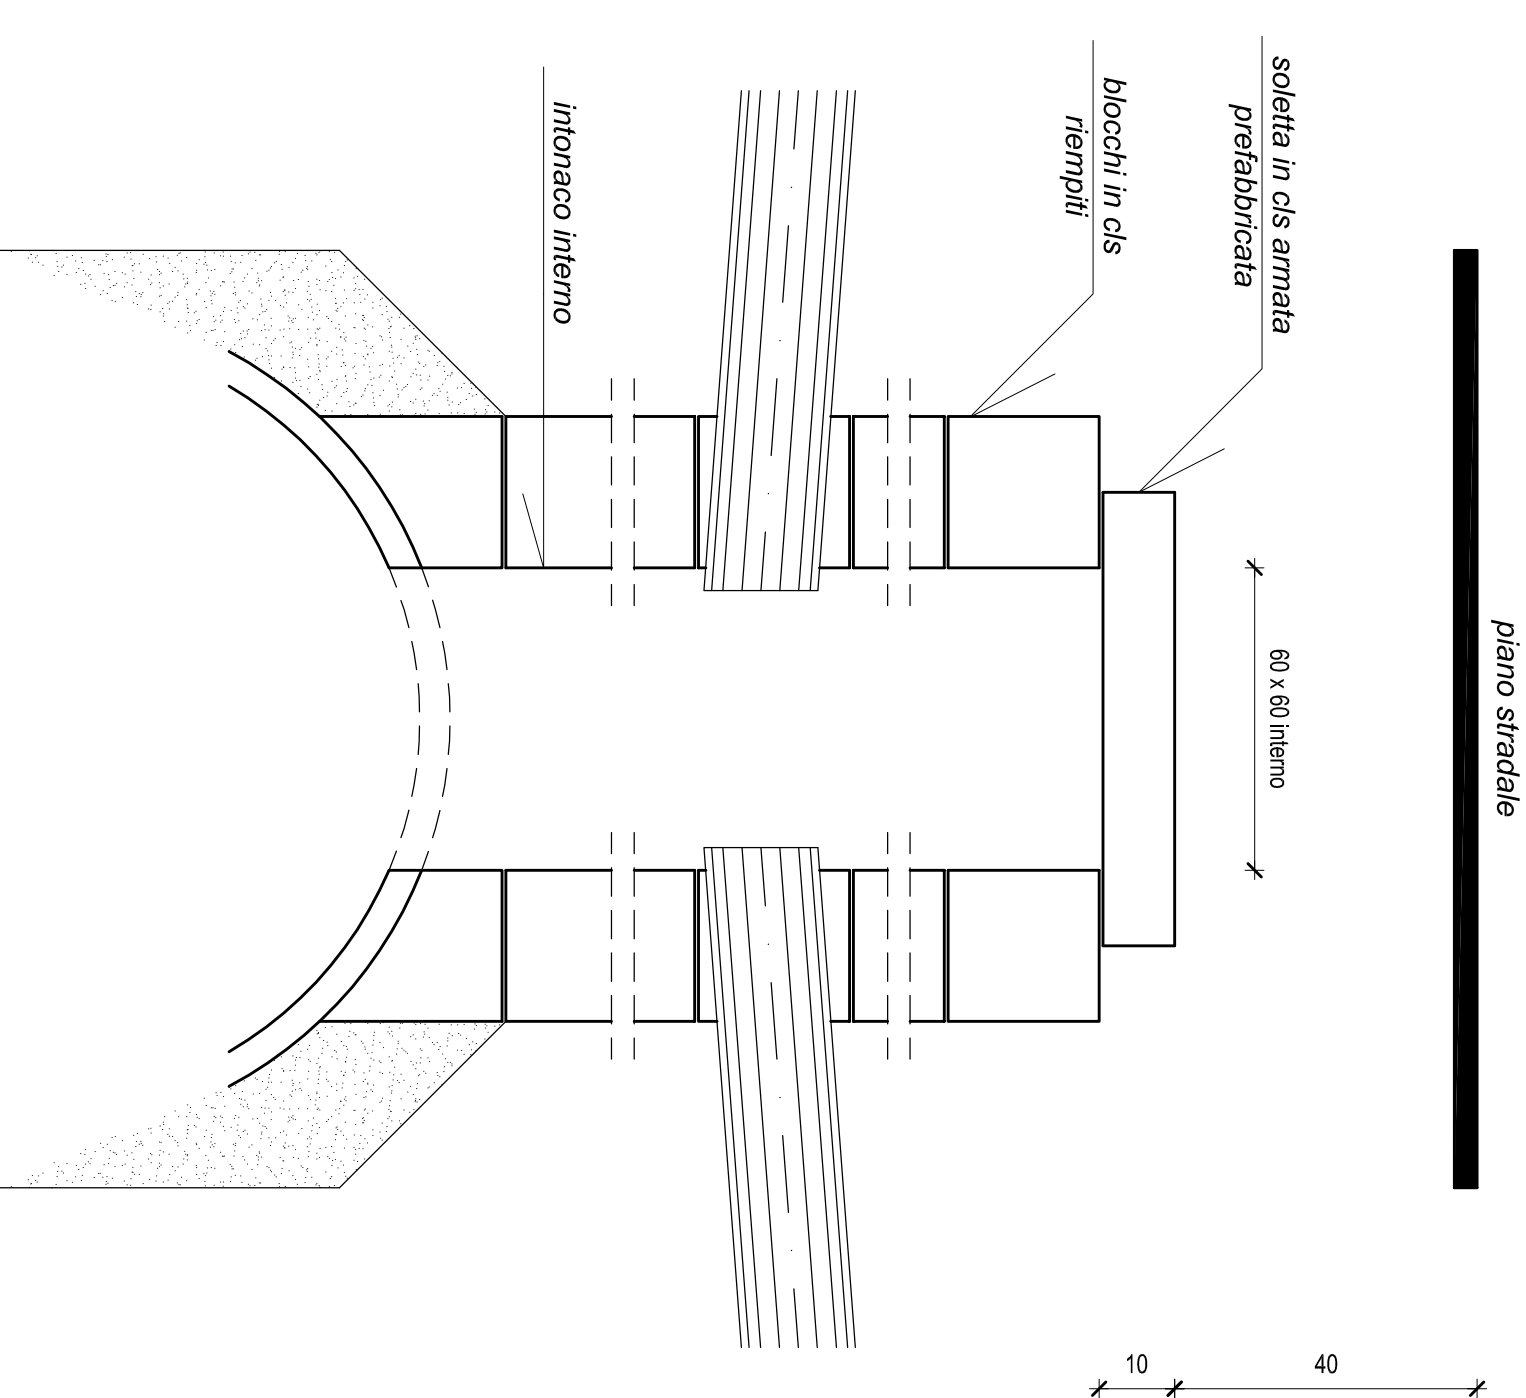 piano stradale
soletta in cls armata
prefabbricata
60 x 60 interno
blocchi in cls
riempiti
intonaco interno
10
40